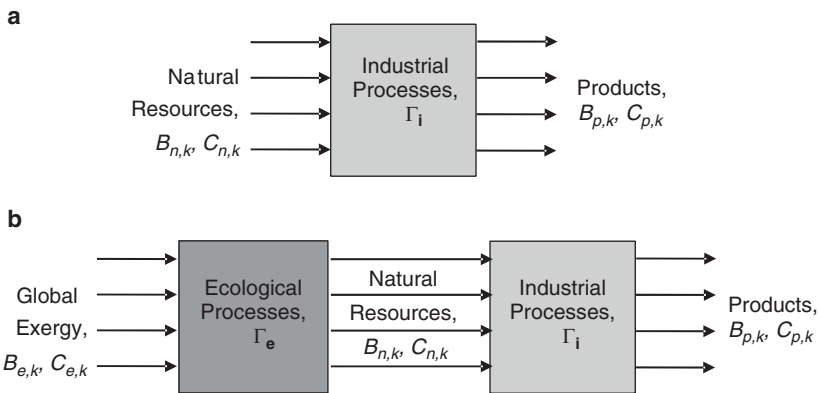 a
Natural
Resources,
B_{n,k}, C_{n,k}
Industrial
Processes,
Γ_i
Products,
B_{p,k}, C_{p,k}
b
Global
Exergy,
B_{e,k}, C_{e,k}
Ecological
Processes,
Γ_e
Natural
Resources,
B_{n,k}, C_{n,k}
Industrial
Processes,
Γ_i
Products,
B_{p,k}, C_{p,k}